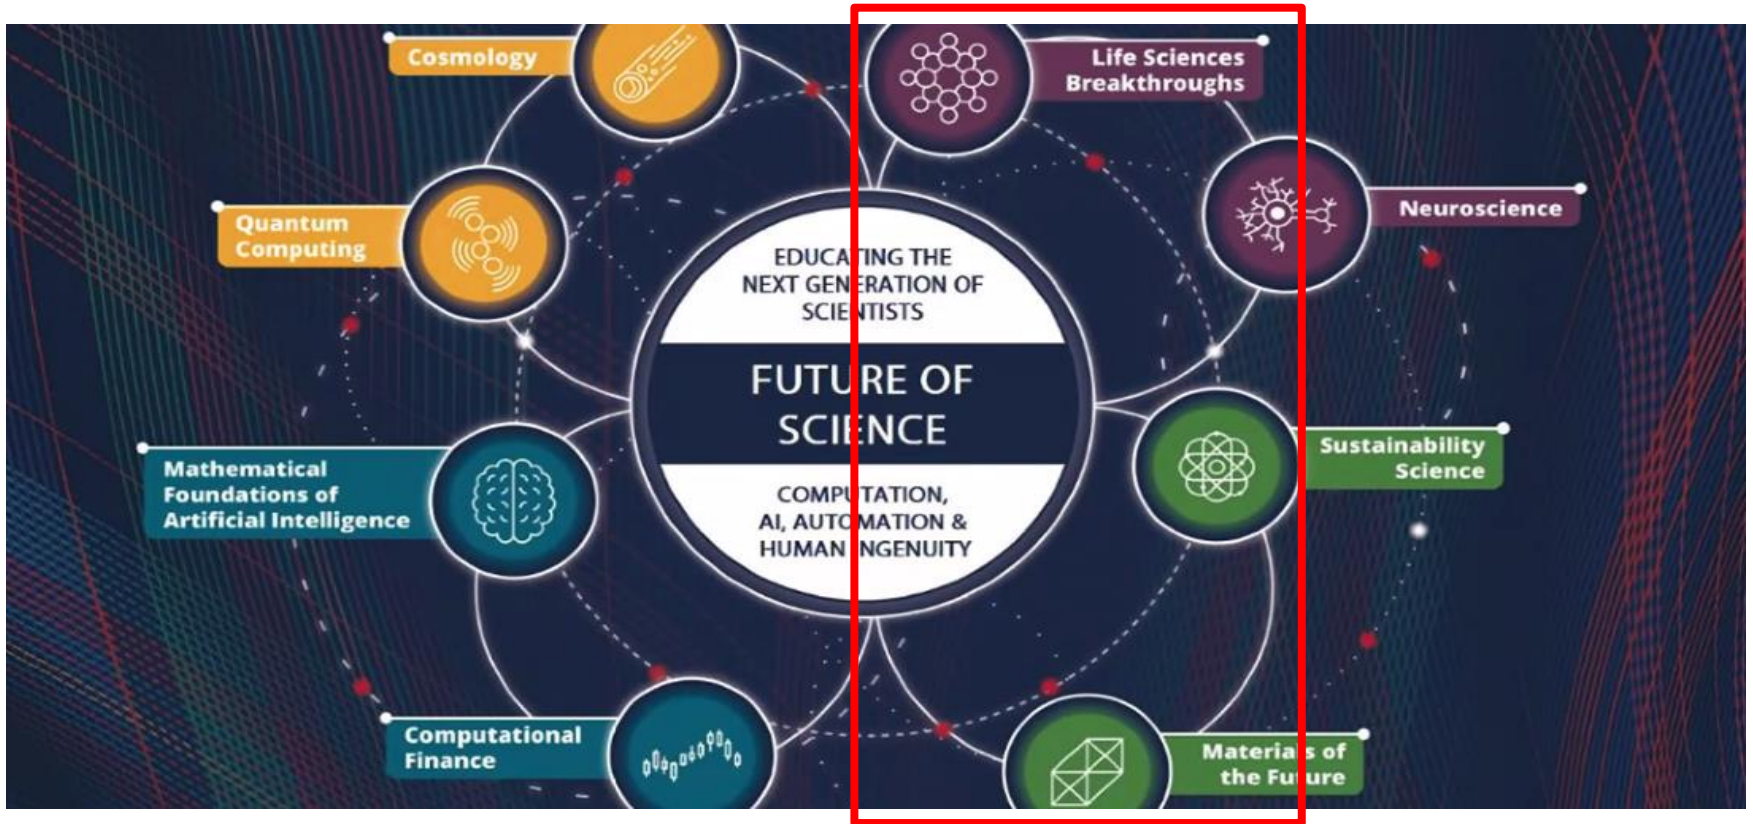 Cosmology
Life Sciences
Breakthroughs
Quantum
Computing
Neuroscience
EDUCATING THE
NEXT GENERATION OF
SCIENTISTS
FUTURE OF
SCIENCE
COMPUTATION,
AI, AUTOMATION &
HUMAN INGENUITY
Mathematical
Foundations of
Artificial Intelligence
Sustainability
Science
Computational
Finance
Materials of
the Future